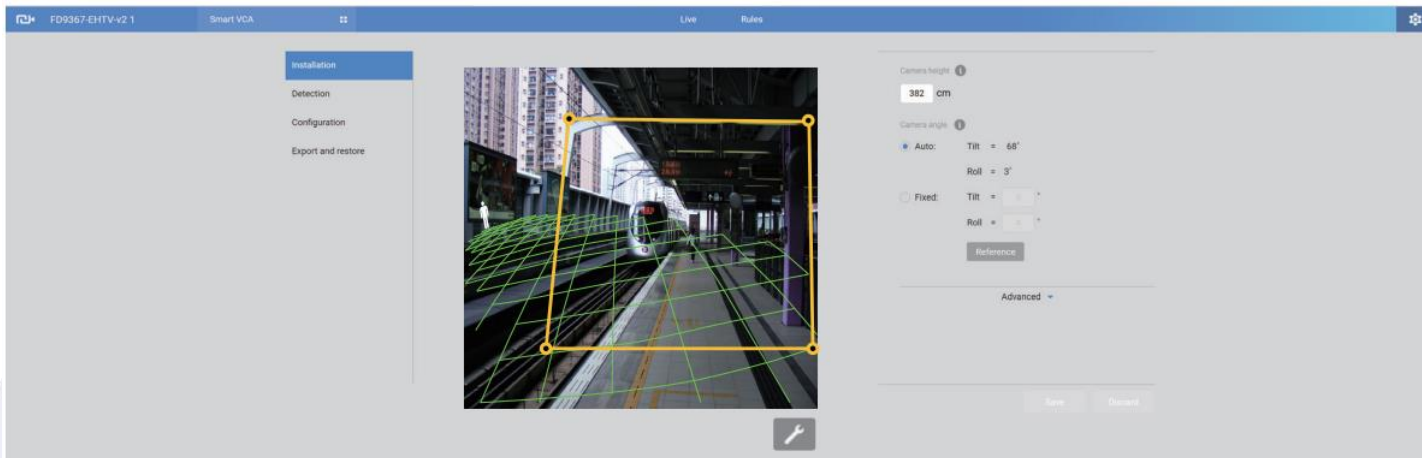 FD9367-EHTV-v2 1
Smart VCA
Live
Rules
Installation
Detection
Configuration
Export and restore
Camera height
382 cm
Camera angle
Auto: Tilt = 68°
Roll = 3°
Fixed: Tilt = °
Roll = °
Reference
Advanced
Save
Discard